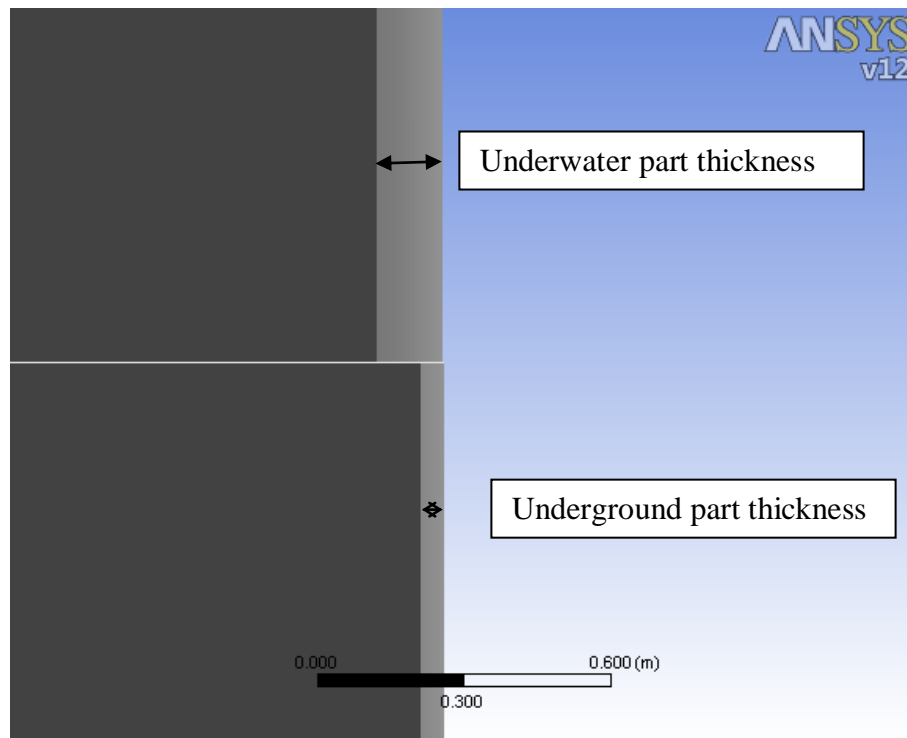 ANSYS
v12
Underwater part thickness
Underground part thickness
0.000
0.600 (m)
0.300